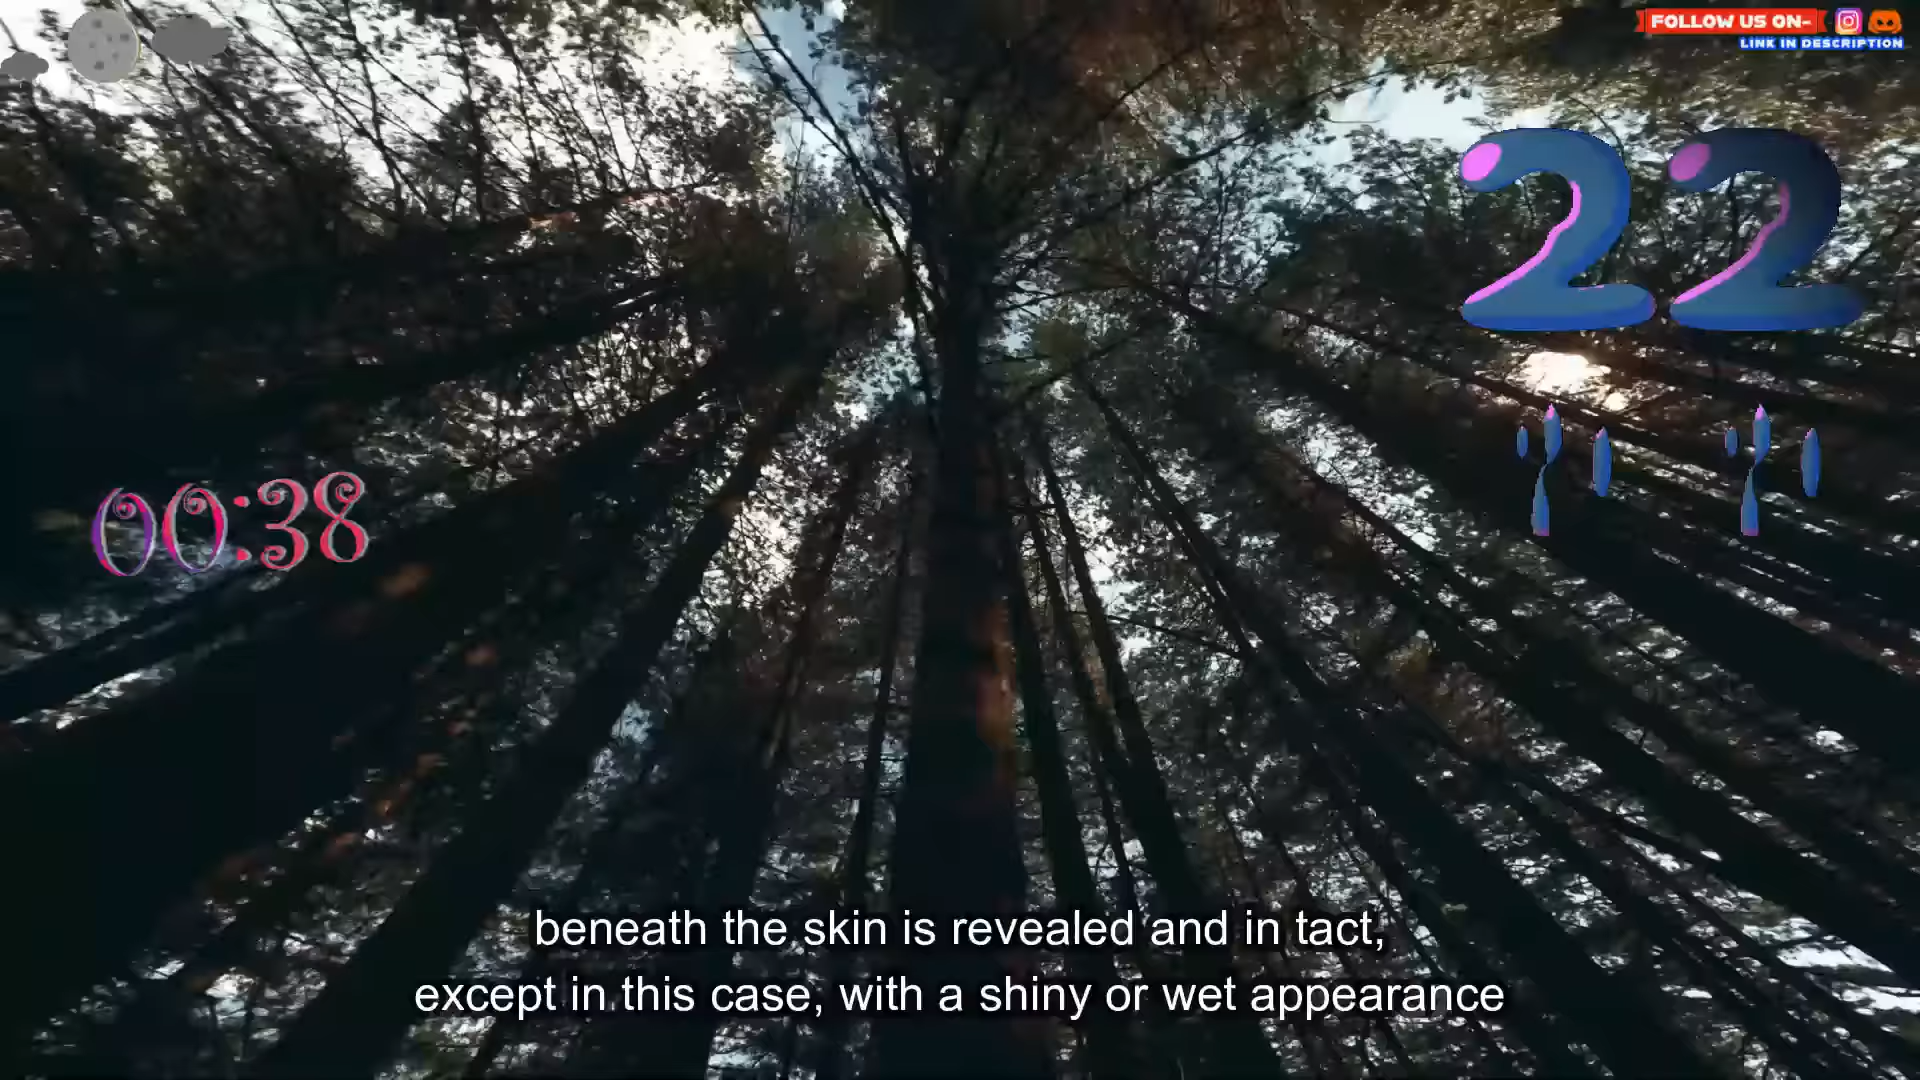 FOLLOW US ON-
LINK IN DESCRIPTION
22
00:38
beneath the skin is revealed and in tact,
except in this case, with a shiny or wet appearance